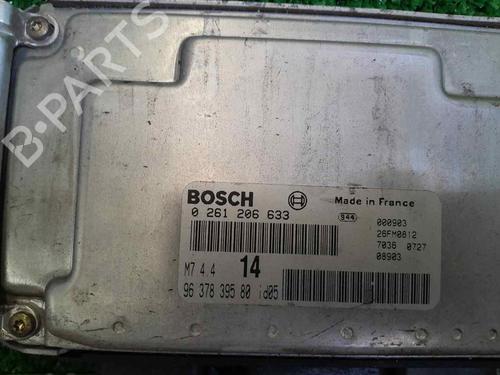 B-PARTS
BOSCH
Made in France
0 261 206 633
944
000903
26FM0812
7036 0727
08903
M7 4.4
14
96 378 395 80 id05